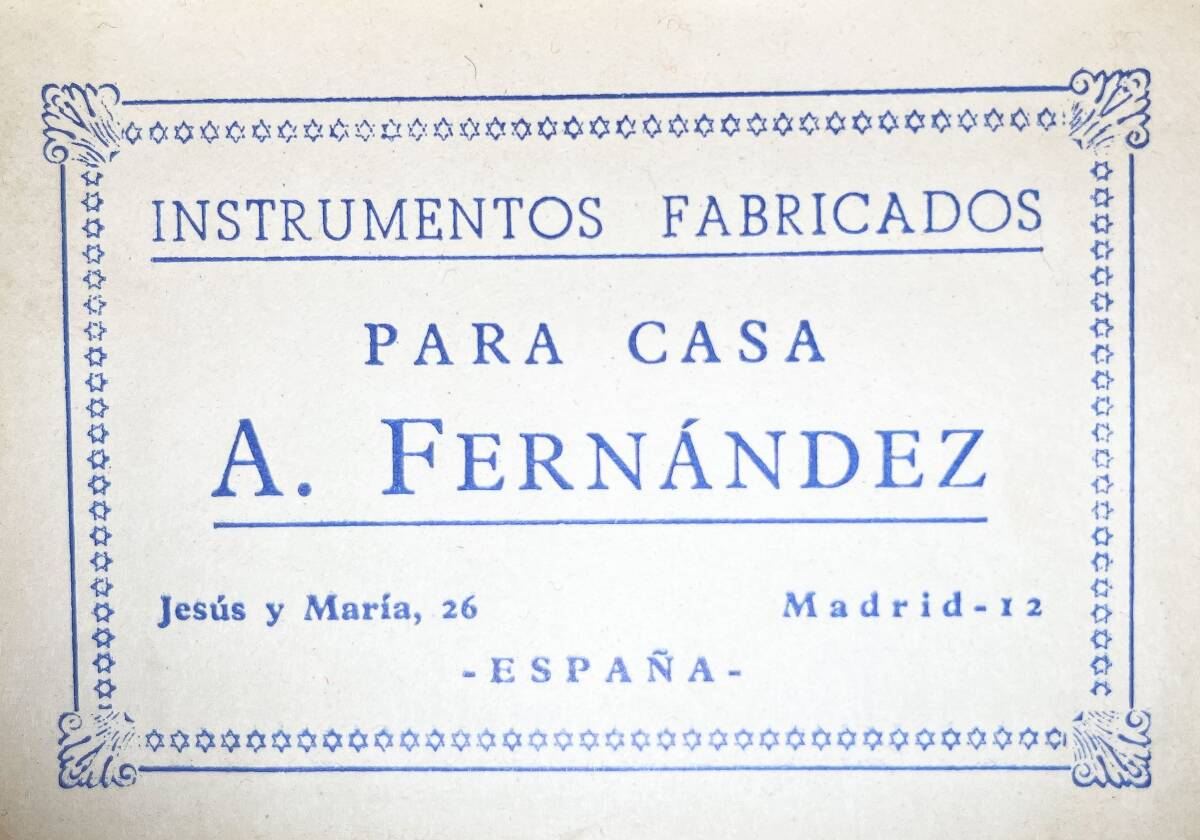 INSTRUMENTOS FABRICADOS
PARA CASA
A. FERNÁNDEZ
Jesús y María, 26 Madrid-12
-ESPAÑA-